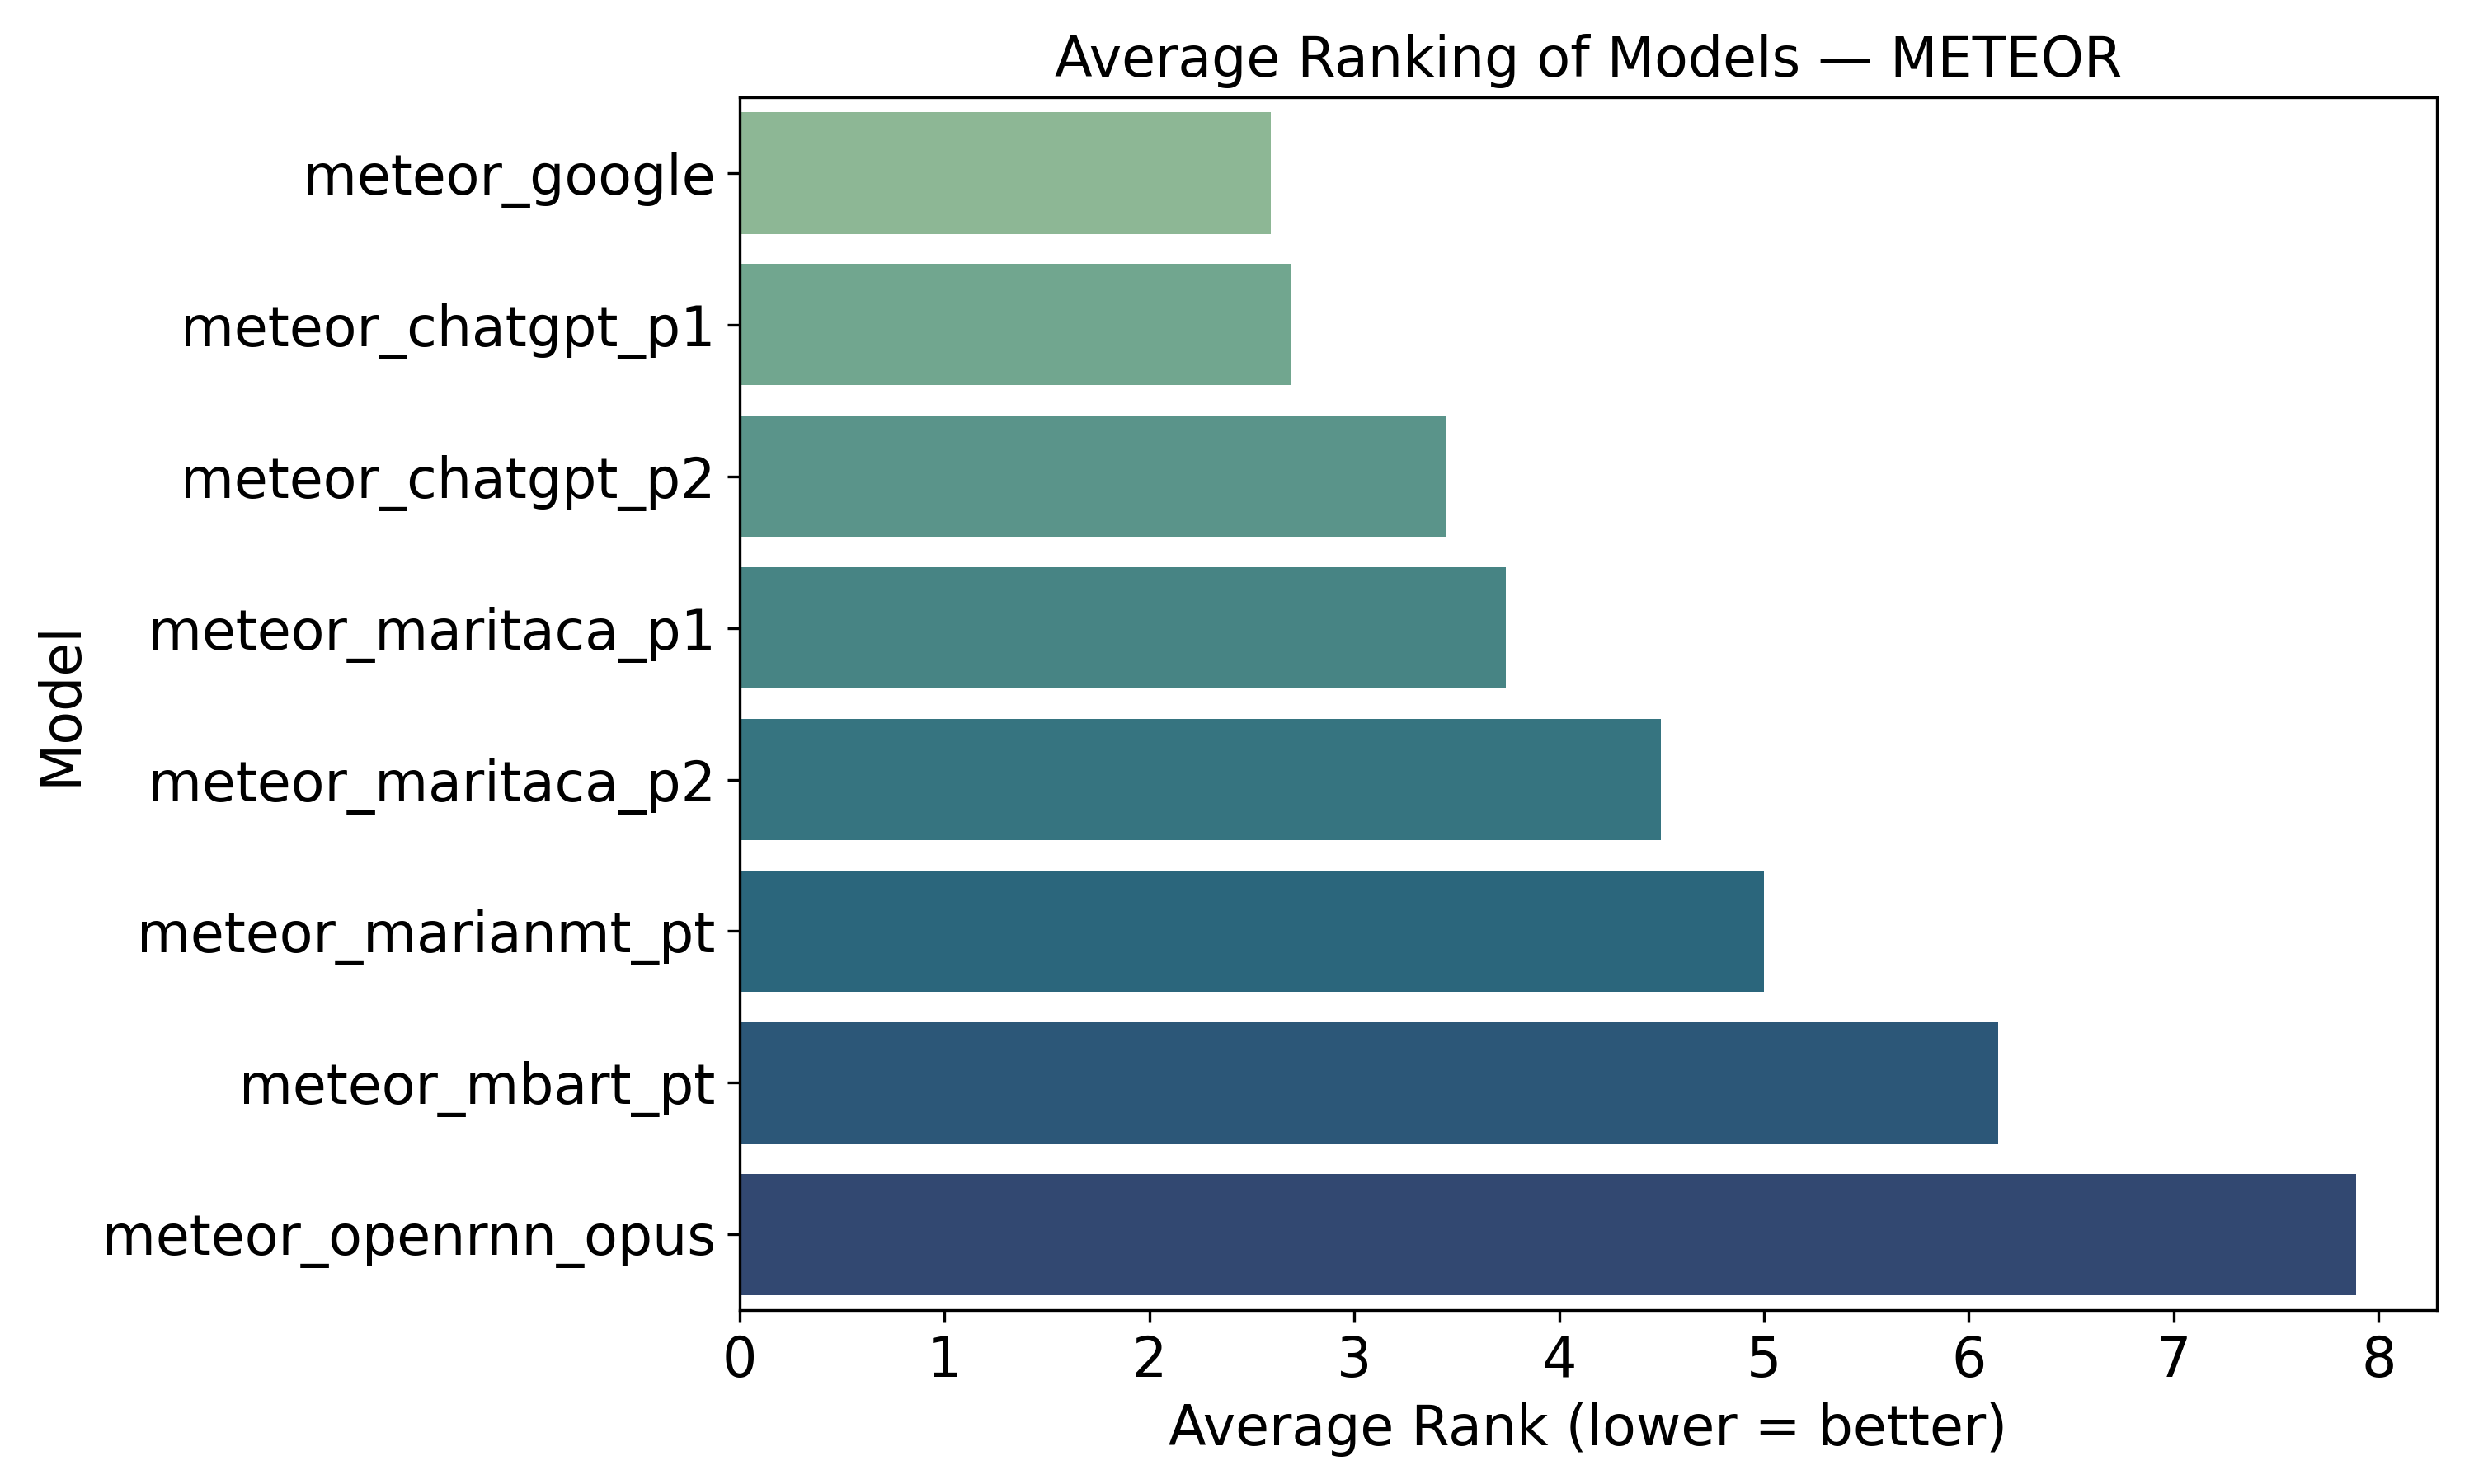 Average Ranking of Models — METEOR
Model
meteor_google
meteor_chatgpt_p1
meteor_chatgpt_p2
meteor_maritaca_p1
meteor_maritaca_p2
meteor_marianmt_pt
meteor_mbart_pt
meteor_openrnn_opus
0 1 2 3 4 5 6 7 8
Average Rank (lower = better)